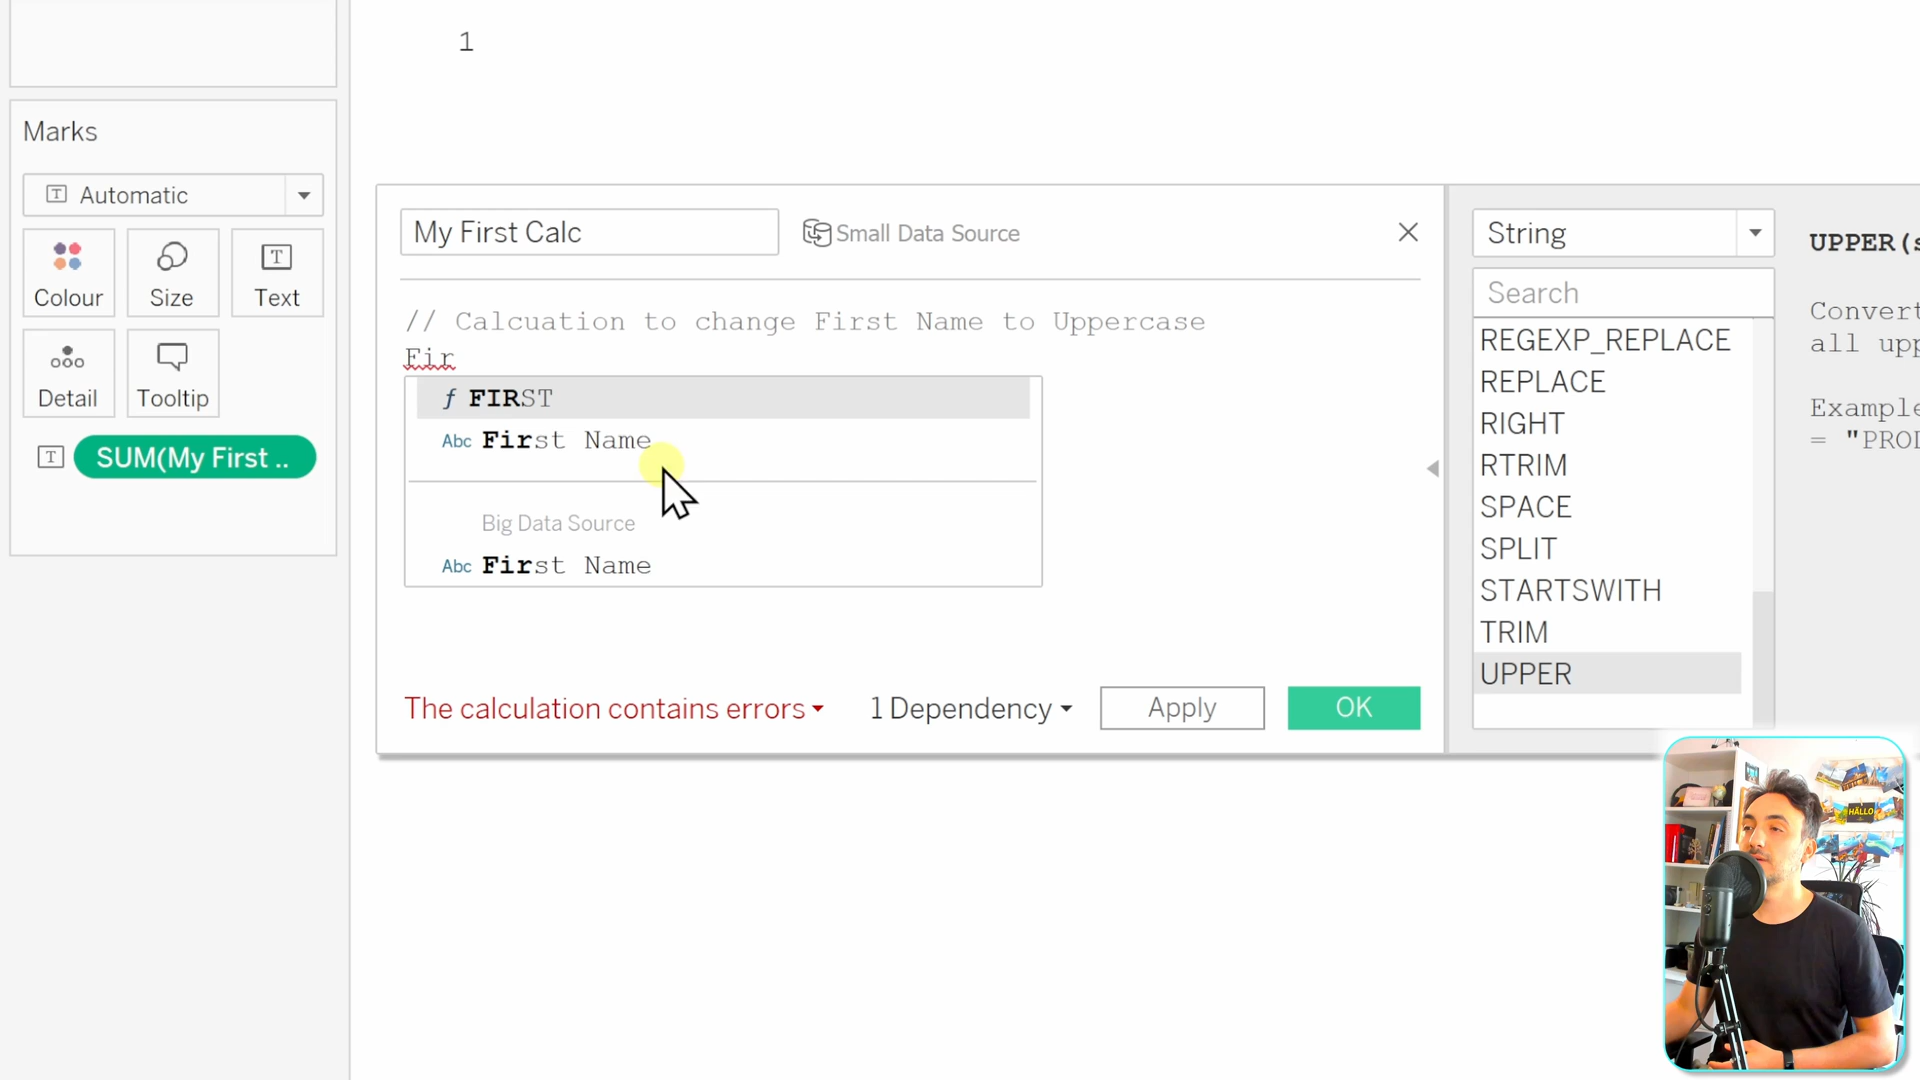 1
Marks
Automatic
Colour
Size
Text
Detail
Tooltip
SUM(My First ..
My First Calc
Small Data Source
// Calcuation to change First Name to Uppercase
Fir
FIRST
Abc First Name
Big Data Source
Abc First Name
The calculation contains errors
1 Dependency
Apply
OK
String
Search
REGEXP_REPLACE
REPLACE
RIGHT
RTRIM
SPACE
SPLIT
STARTSWITH
TRIM
UPPER
UPPER(s
Convert
all upp
Example
= "PROD
HALLO